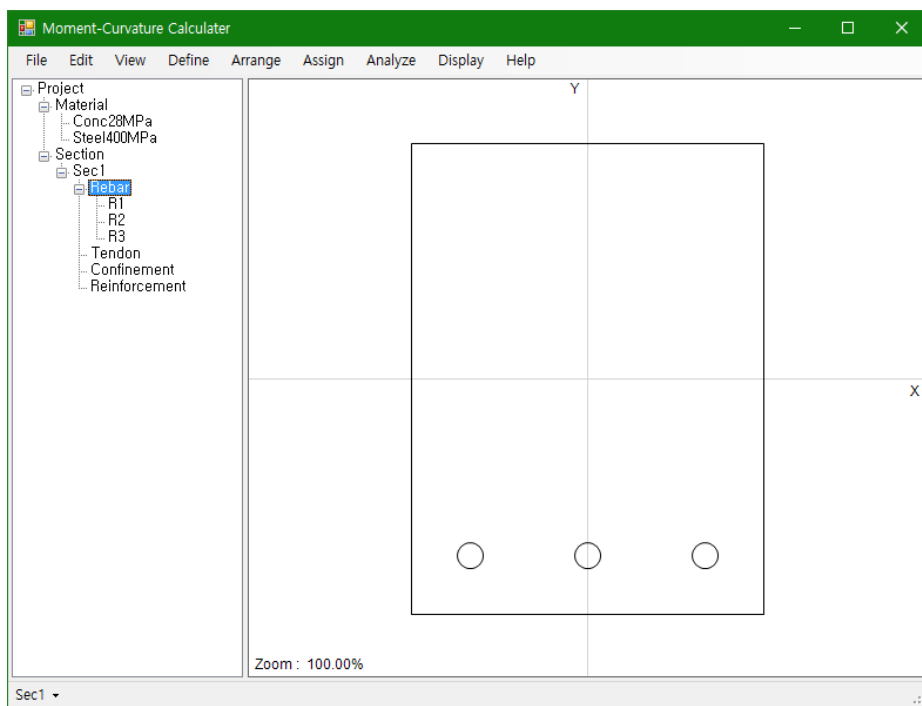 Moment-Curvature Calculater
File Edit View Define Arrange Assign Analyze Display Help
Project
Material
Conc28MPa
Steel400MPa
Section
Sec1
Rebar
R1
R2
R3
Tendon
Confinement
Reinforcement
Y
X
Zoom : 100.00%
Sec1